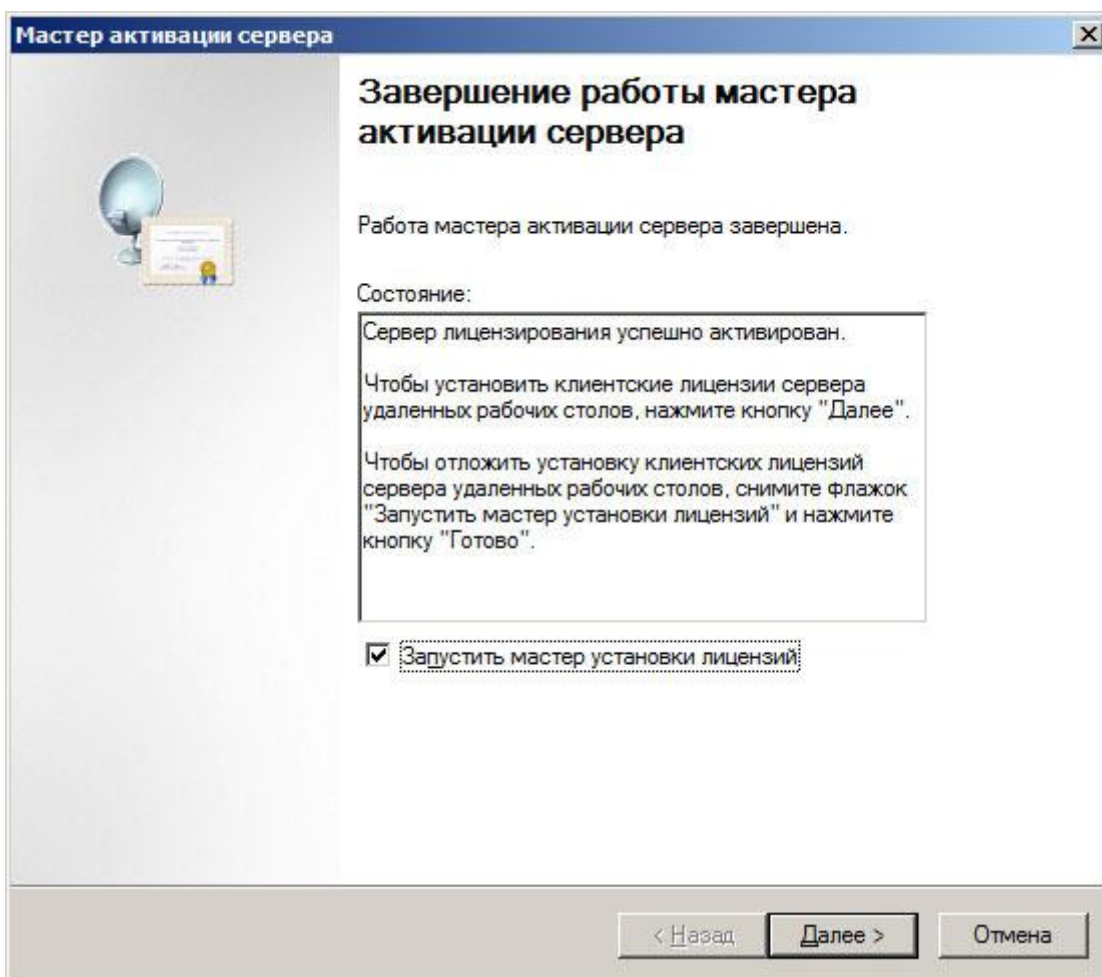 Мастер активации сервера
Завершение работы мастера
активации сервера
Работа мастера активации сервера завершена.
Состояние:
Сервер лицензирования успешно активирован.
Чтобы установить клиентские лицензии сервера
удаленных рабочих столов, нажмите кнопку "Далее".
Чтобы отложить установку клиентских лицензий
сервера удаленных рабочих столов, снимите флажок
"Запустить мастер установки лицензий" и нажмите
кнопку "Готово".
Запустить мастер установки лицензий
< Назад
Далее >
Отмена